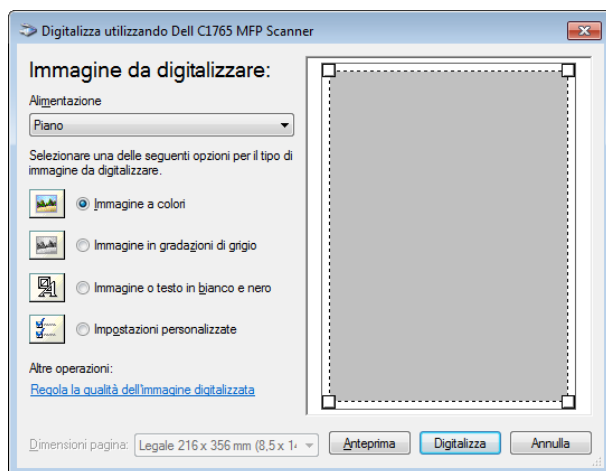 Digitalizza utilizzando Dell C1765 MFP Scanner
Immagine da digitalizzare:
Alimentazione
Piano
Selezionare una delle seguenti opzioni per il tipo di
immagine da digitalizzare.
Immagine a colori
Immagine in gradazioni di grigio
Immagine o testo in bianco e nero
Impostazioni personalizzate
Altre operazioni:
Regola la qualità dell'immagine digitalizzata
Dimensioni pagina: Legale 216 x 356 mm (8,5 x 1
Anteprima Digitalizza Annulla